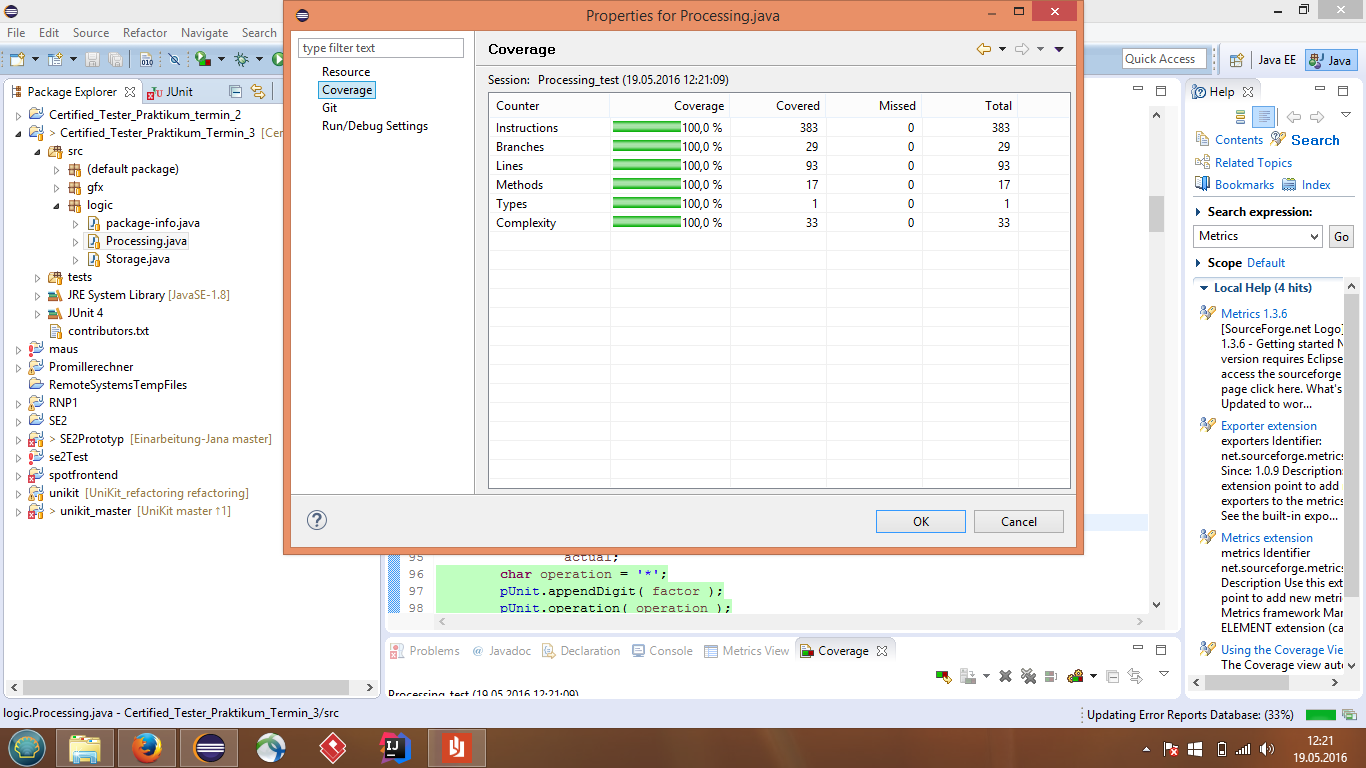 Properties for Processing.java
File Edit Source Refactor Navigate Search
Quick Access
Java EE
Java
Package Explorer
JUnit
Certified_Tester_Praktikum_termin_2
> Certified_Tester_Praktikum_Termin_3 [Cer
src
(default package)
gfx
logic
package-info.java
Processing.java
Storage.java
tests
JRE System Library [JavaSE-1.8]
JUnit 4
contributors.txt
maus
Promillerechner
RemoteSystemsTempFiles
RNP1
SE2
> SE2Prototyp [Einarbeitung-Jana master]
se2Test
spotfrontend
unikit [UniKit_refactoring refactoring]
> unikit_master [UniKit master ↑1]
type filter text
Resource
Coverage
Git
Run/Debug Settings
Coverage
Session: Processing_test (19.05.2016 12:21:09)
Counter Coverage Covered Missed Total
Instructions 100,0 % 383 0 383
Branches 100,0 % 29 0 29
Lines 100,0 % 93 0 93
Methods 100,0 % 17 0 17
Types 100,0 % 1 0 1
Complexity 100,0 % 33 0 33
OK Cancel
95 actual;
96 char operation = '*';
97 pUnit.appendDigit( factor );
98 pUnit.operation( operation );
Problems @ Javadoc Declaration Console Metrics View Coverage
Processing_test (19.05.2016 12:21:09)
Help
Contents Search
Related Topics
Bookmarks Index
Search expression:
Metrics Go
Scope Default
Local Help (4 hits)
Metrics 1.3.6
[SourceForge.net Logo]
1.3.6 - Getting started N
version requires Eclipse
access the sourceforge
page click here. What's
Updated to wor...
Exporter extension
exporters Identifier:
net.sourceforge.metrics
Since: 1.0.9 Description:
extension point to add
exporters to the metrics
See the built-in expo...
Metrics extension
metrics Identifier
net.sourceforge.metrics
Description Use this ext
point to add new metri
Metrics framework Mar
ELEMENT extension (ca
Using the Coverage Vie
The Coverage view aut
logic.Processing.java - Certified_Tester_Praktikum_Termin_3/src
Updating Error Reports Database: (33%)
12:21
19.05.2016